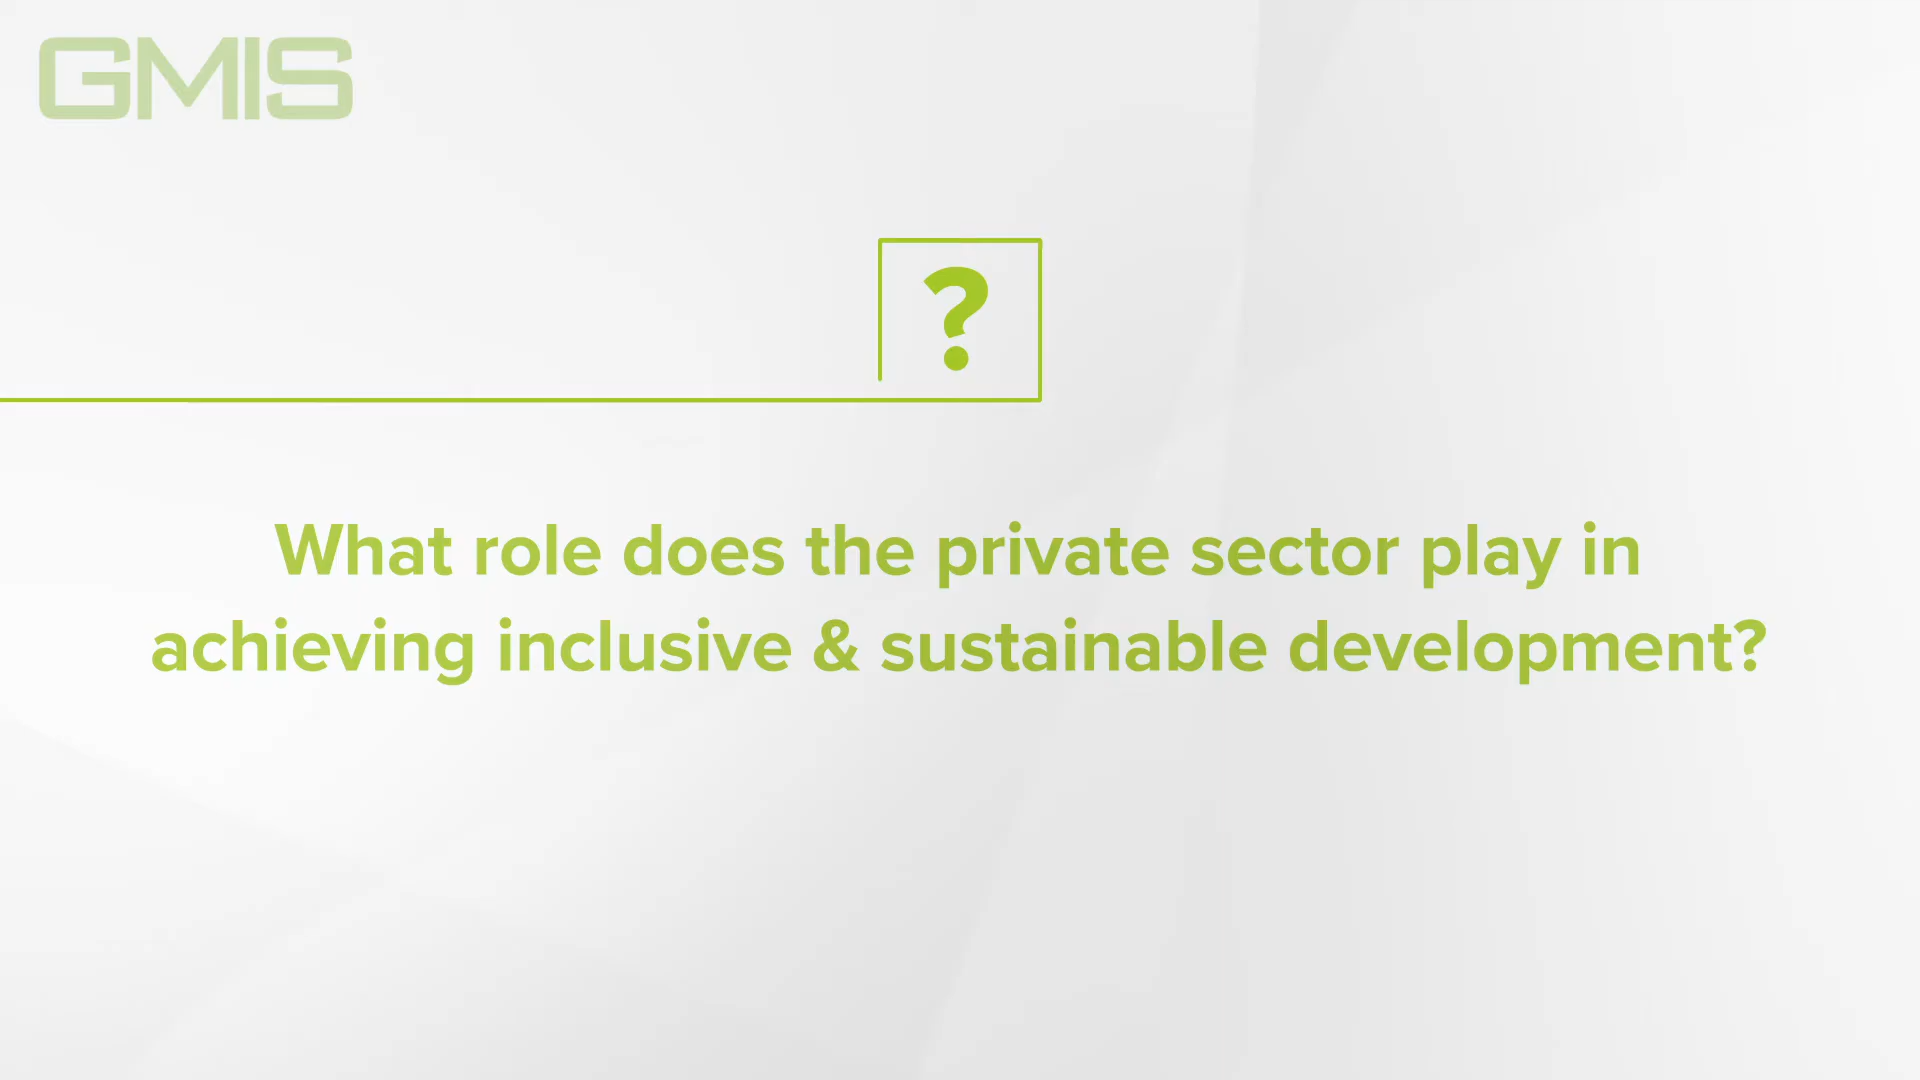 GMIS
?
What role does the private sector play in
achieving inclusive & sustainable development?